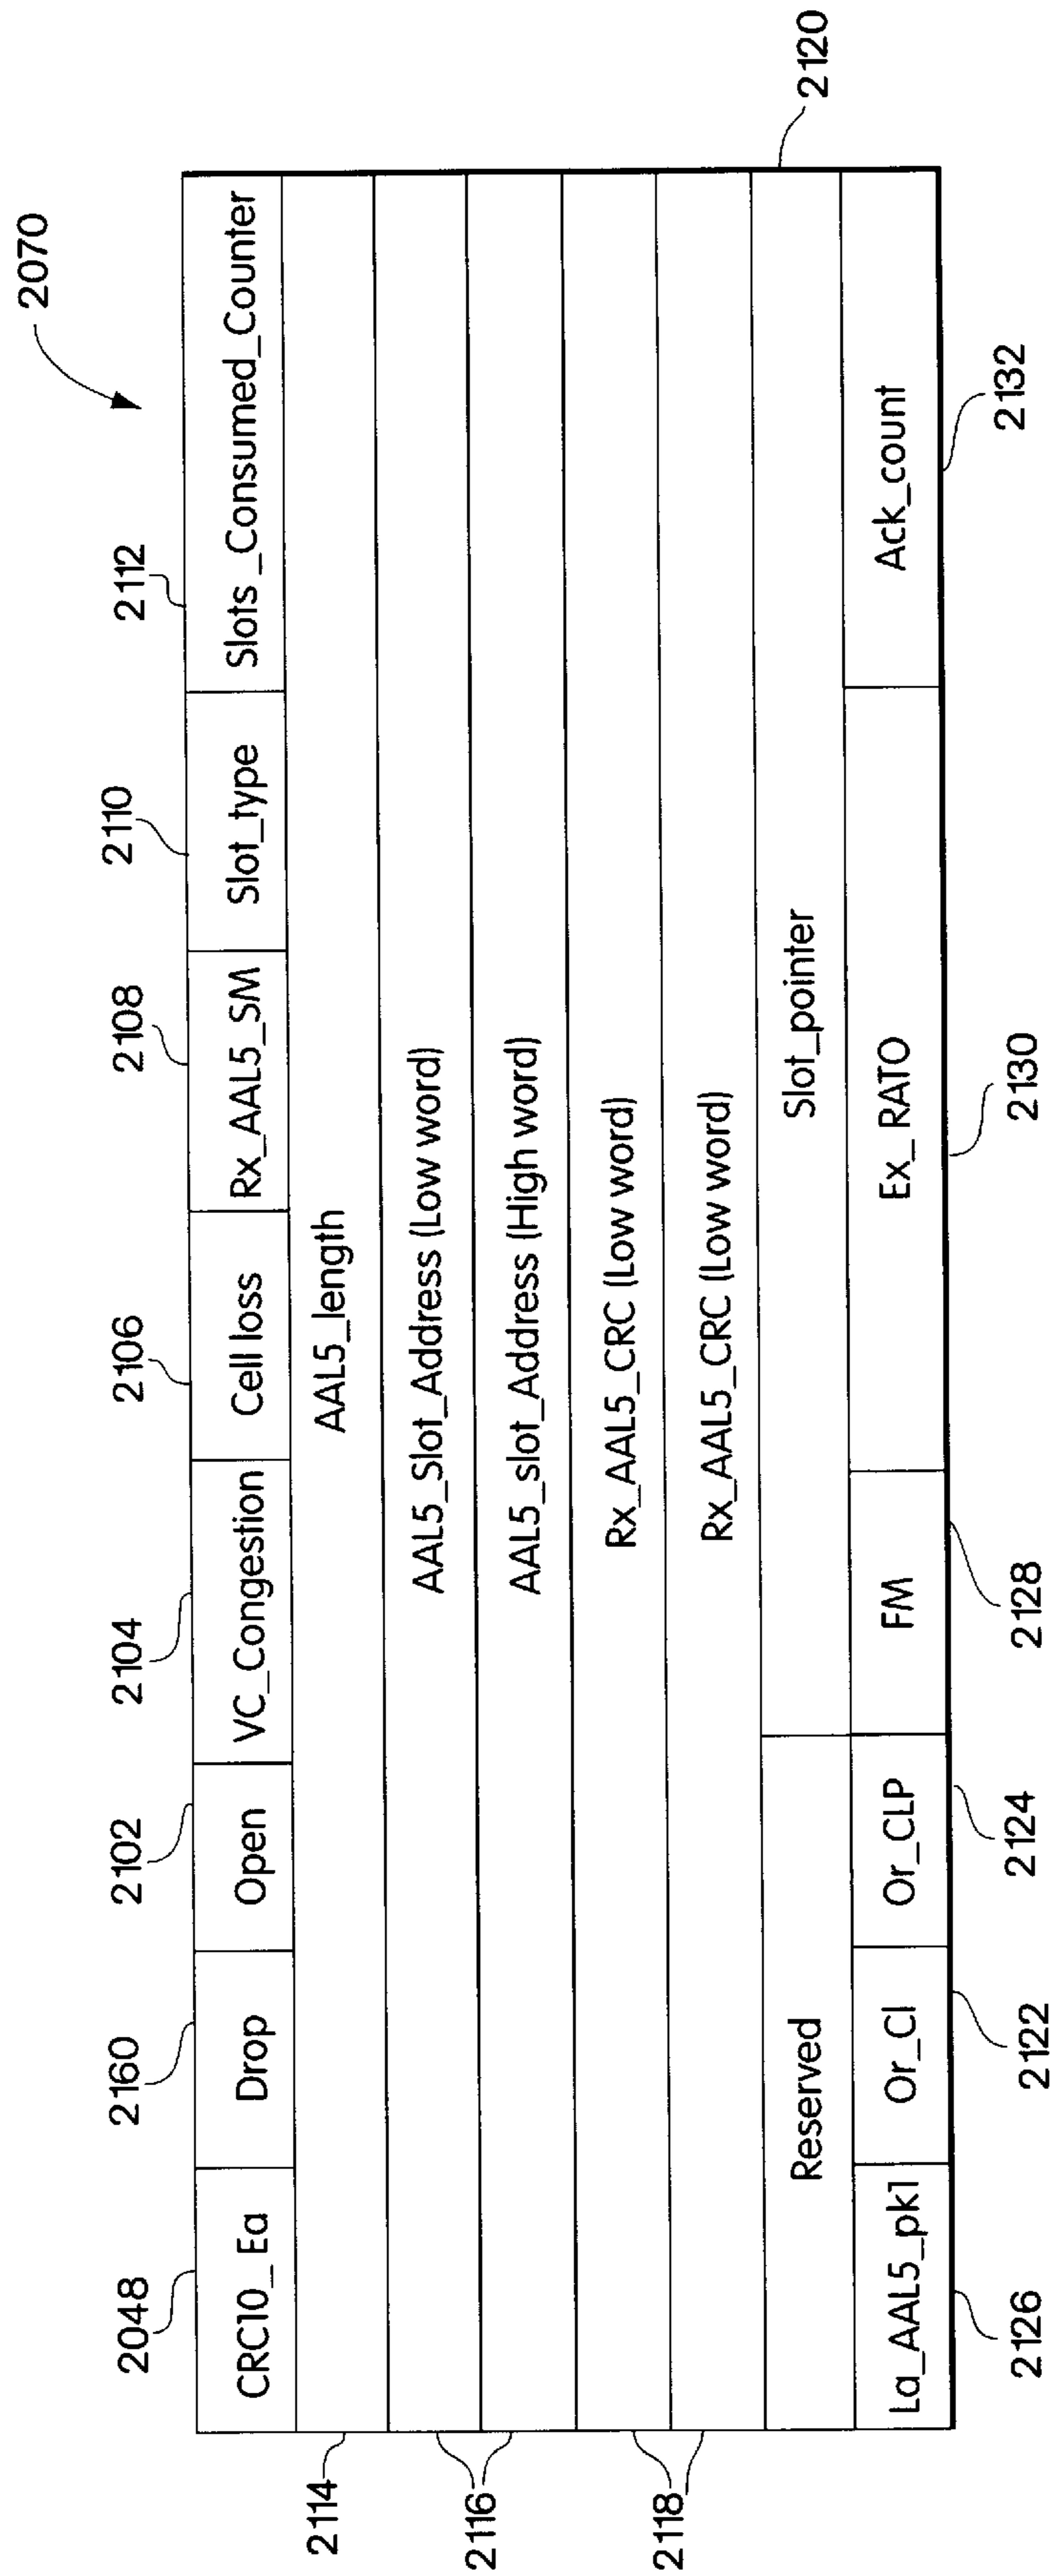 2070
2048
2160
2102
2104
2106
2108
2110
2112
CRC10_Ea
Drop
Open
VC_Congestion
Cell loss
Rx_AAL5_SM
Slot_type
Slots_Consumed_Counter
2114
AAL5_length
2116
AAL5_Slot_Address (Low word)
AAL5_slot_Address (High word)
2118
Rx_AAL5_CRC (Low word)
Rx_AAL5_CRC (Low word)
Reserved
Slot_pointer
2120
La_AAL5_pk1
Or_CI
Or_CLP
FM
Ex_RATO
Ack_count
2126
2122
2124
2128
2130
2132